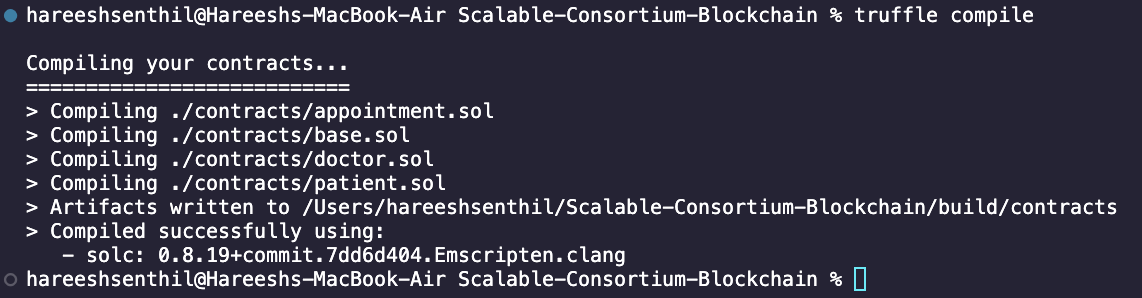 hareeshsenthil@Hareeshs-MacBook-Air Scalable-Consortium-Blockchain % truffle compile
Compiling your contracts...
===========================
> Compiling ./contracts/appointment.sol
> Compiling ./contracts/base.sol
> Compiling ./contracts/doctor.sol
> Compiling ./contracts/patient.sol
> Artifacts written to /Users/hareeshsenthil/Scalable-Consortium-Blockchain/build/contracts
> Compiled successfully using:
   - solc: 0.8.19+commit.7dd6d404.Emscripten.clang
hareeshsenthil@Hareeshs-MacBook-Air Scalable-Consortium-Blockchain %